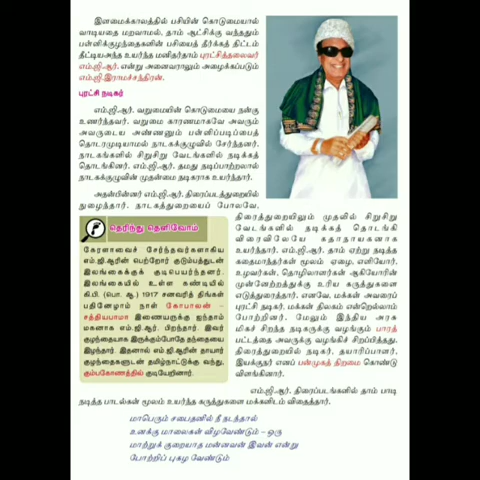 இளமைக்காலத்தில் பசியின் கொடுமையால்
வாடியதை மறவாமல், தாம் ஆட்சிக்கு வந்ததும்
பள்ளிக்குழந்தைகளின் பசியைத் தீர்க்கத் திட்டம்
தீட்டியஅந்த உயர்ந்த மனிதர்தாம் புரட்சித்தலைவர்
எம்.ஜி.ஆர். என்று அனைவராலும் அழைக்கப்படும்
எம்.ஜி.இராமச்சந்திரன்.
புரட்சி நடிகர்
எம்.ஜி.ஆர். வறுமையின் கொடுமையை நன்கு
உணர்ந்தவர். வறுமை காரணமாகவே அவரும்
அவருடைய அண்ணனும் பள்ளிப்படிப்பைத்
தொடரமுடியாமல் நாடகக்குழுவில் சேர்ந்தனர்.
நாடகங்களில் சிறுசிறு வேடங்களில் நடிக்கத்
தொடங்கினர். எம்.ஜி.ஆர். தமது நடிப்பாற்றலால்
நாடகக்குழுவின் முதன்மை நடிகராக உயர்ந்தார்.
அதன்பின்னர் எம்.ஜி.ஆர். திரைப்படத்துறையில்
நுழைந்தார். நாடகத்துறையைப் போலவே,
திரைத்துறையிலும் முதலில் சிறுசிறு
வேடங்களில் நடிக்கத் தொடங்கி
விரைவிலேயே கதாநாயகனாக
உயர்ந்தார். எம்.ஜி.ஆர். தாம் ஏற்று நடித்த
கதைமாந்தர்கள் மூலம் ஏழை, எளியோர்,
உழவர்கள், தொழிலாளர்கள் ஆகியோரின்
முன்னேற்றத்துக்கு உரிய கருத்துகளை
எடுத்துரைத்தார். எனவே, மக்கள் அவரைப்
புரட்சி நடிகர், மக்கள் திலகம் என்றெல்லாம்
போற்றினர். மேலும் இந்திய அரசு
மிகச் சிறந்த நடிகருக்கு வழங்கும் பாரத்
பட்டத்தை அவருக்கு வழங்கிச் சிறப்பித்தது.
திரைத்துறையில் நடிகர், தயாரிப்பாளர்,
இயக்குநர் எனப் பன்முகத் திறமை கொண்டு
விளங்கினார்.
தெரிந்து தெளிவோம்
கேரளாவைச் சேர்ந்தவர்களாகிய
எம்.ஜி.ஆரின் பெற்றோர் குடும்பத்துடன்
இலங்கைக்குக் குடிபெயர்ந்தனர்.
இலங்கையில் உள்ள கண்டியில்
கி.பி. (பொ. ஆ.) 1917 சனவரித் திங்கள்
பதினேழாம் நாள் கோபாலன் –
சத்தியபாமா இணையருக்கு ஐந்தாம்
மகனாக எம்.ஜி.ஆர். பிறந்தார். இவர்
குழந்தையாக இருக்கும்போதே தந்தையை
இழந்தார். இதனால் எம்.ஜி.ஆரின் தாயார்
குழந்தைகளுடன் தமிழ்நாட்டுக்கு வந்து,
கும்பகோணத்தில் குடியேறினார்.
எம்.ஜி.ஆர். திரைப்படங்களில் தாம் பாடி
நடித்த பாடல்கள் மூலம் உயர்ந்த கருத்துகளை மக்களிடம் விதைத்தார்.
மாபெரும் சபைதனில் நீ நடந்தால்
உனக்கு மாலைகள் விழவேண்டும் – ஒரு
மாற்றுக் குறையாத மன்னவன் இவன் என்று
போற்றிப் புகழ வேண்டும்